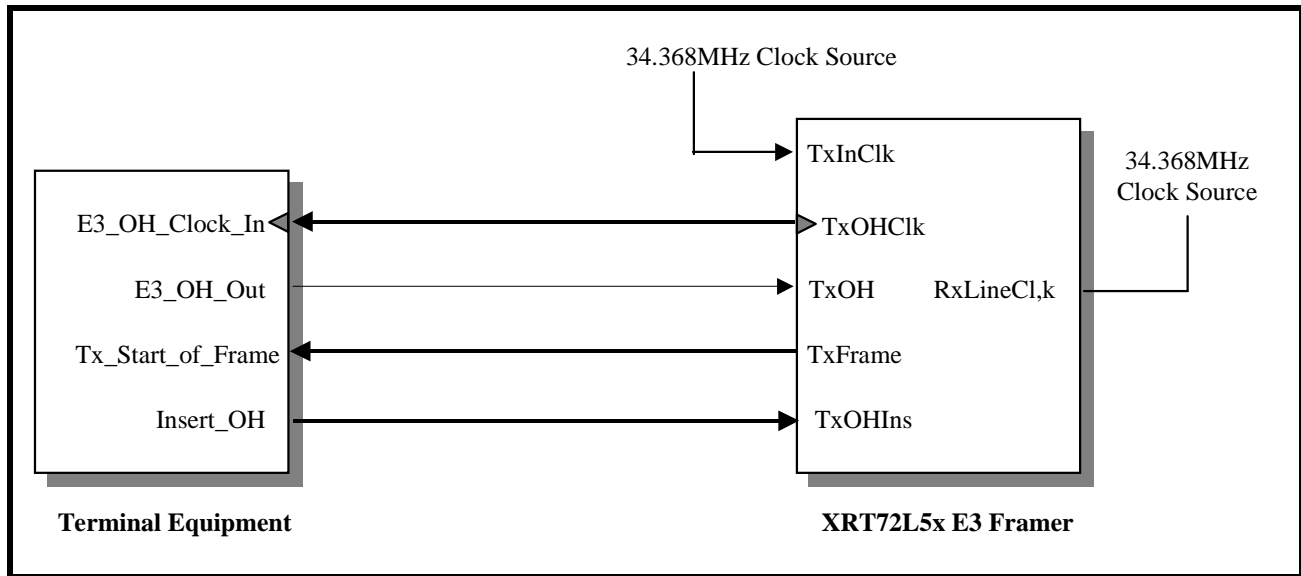 34.368MHz Clock Source
TxInClk
34.368MHz
Clock Source
E3_OH_Clock_In
TxOHClk
E3_OH_Out
TxOH
RxLineCl,k
Tx_Start_of_Frame
TxFrame
Insert_OH
TxOHIns
Terminal Equipment
XRT72L5x E3 Framer